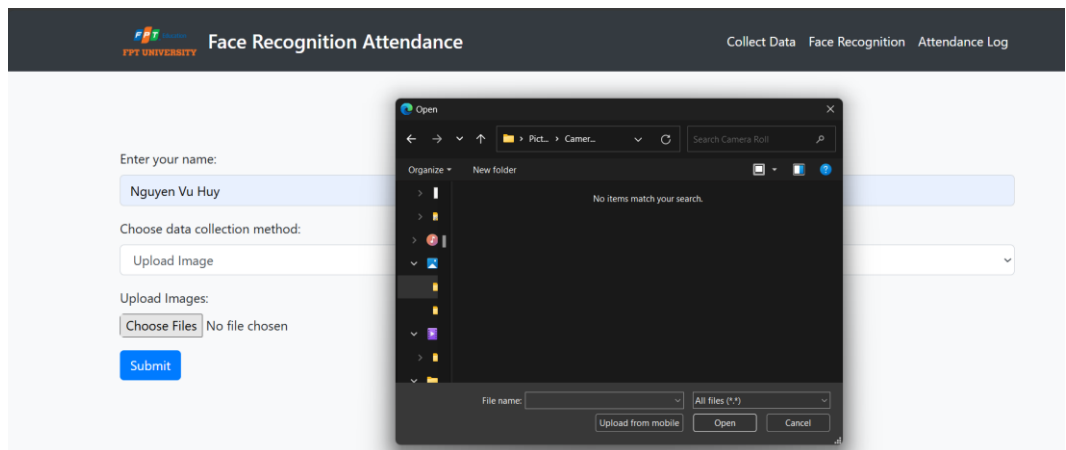 FPT Education
FPT UNIVERSITY
Face Recognition Attendance
Collect Data Face Recognition Attendance Log
Enter your name:
Nguyen Vu Huy
Choose data collection method:
Upload Image
Upload Images:
Choose Files No file chosen
Submit
Open
Pict... Camer...
Search Camera Roll
Organize New folder
No items match your search.
File name:
All files (*.*)
Upload from mobile Open Cancel